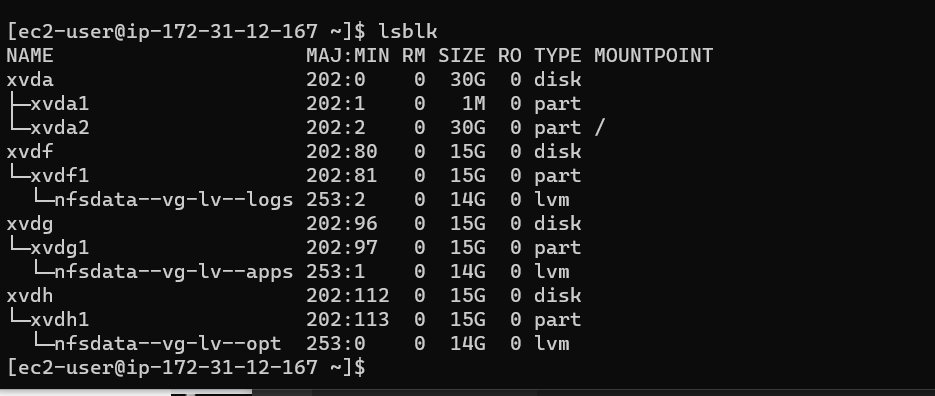 [ec2-user@ip-172-31-12-167 ~]$ lsblk
NAME                     MAJ:MIN RM SIZE RO TYPE MOUNTPOINT
xvda                     202:0    0  30G  0 disk
├─xvda1                  202:1    0   1M  0 part
└─xvda2                  202:2    0  30G  0 part /
xvdf                     202:80   0  15G  0 disk
└─xvdf1                  202:81   0  15G  0 part
  └─nfsdata--vg-lv--logs 253:2    0  14G  0 lvm
xvdg                     202:96   0  15G  0 disk
└─xvdg1                  202:97   0  15G  0 part
  └─nfsdata--vg-lv--apps 253:1    0  14G  0 lvm
xvdh                     202:112  0  15G  0 disk
└─xvdh1                  202:113  0  15G  0 part
  └─nfsdata--vg-lv--opt  253:0    0  14G  0 lvm
[ec2-user@ip-172-31-12-167 ~]$